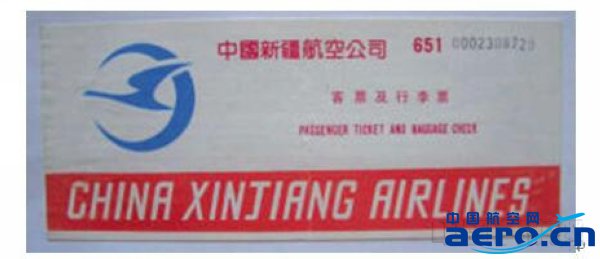 中國新疆航空公司 651
客票及行李票
PASSENGER TICKET AND BAGGAGE CHECK
CHINA XINJIANG AIRLINES
中国航空网
aero.cn